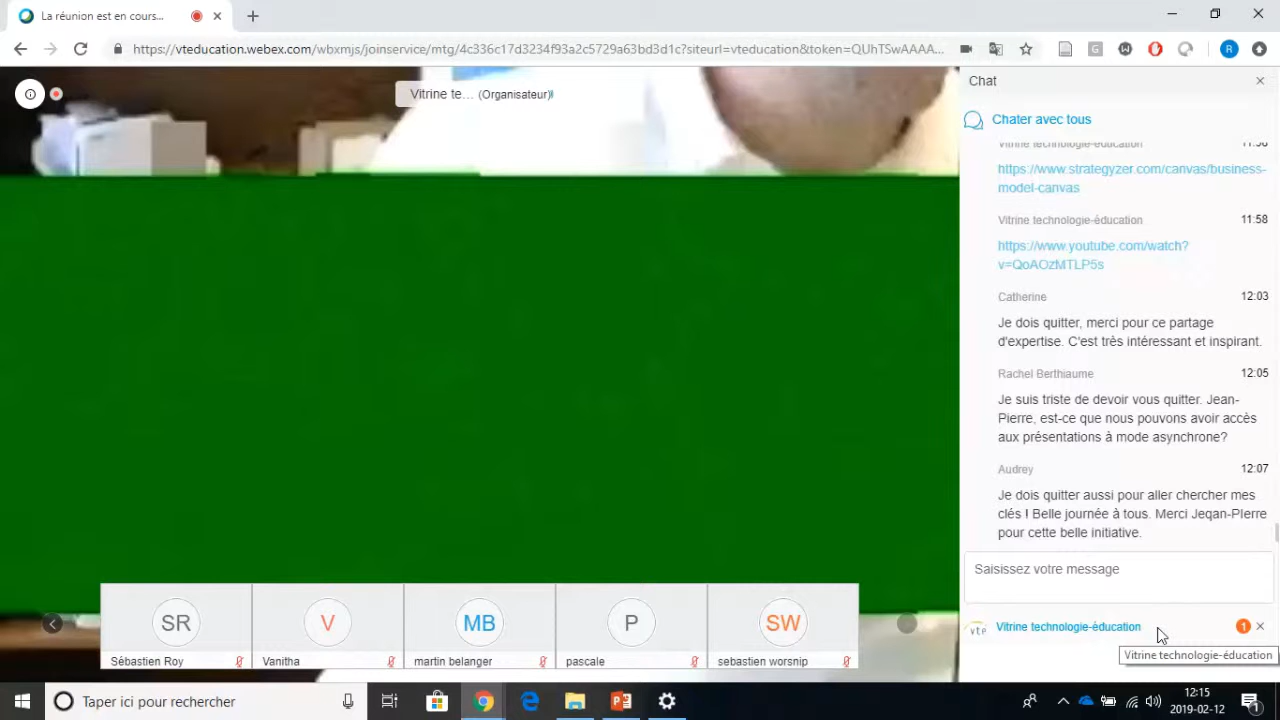 La réunion est en cours...
https://vteducation.webex.com/wbxmjs/joinservice/mtg/4c336c17d3234f93a2c5729a63bd3d1c?siteurl=vteducation&token=QUhTSwAAAA...
R
Vitrine te... (Organisateur)
Chat
Chater avec tous
Vitrine technologie-éducation 11:58
https://www.strategyzer.com/canvas/business-
model-canvas
Vitrine technologie-éducation 11:58
https://www.youtube.com/watch?
v=QoAOzMTLP5s
Catherine 12:03
Je dois quitter, merci pour ce partage
d'expertise. C'est très intéressant et inspirant.
Rachel Berthiaume 12:05
Je suis triste de devoir vous quitter. Jean-
Pierre, est-ce que nous pouvons avoir accès
aux présentations à mode asynchrone?
Audrey 12:07
Je dois quitter aussi pour aller chercher mes
clés ! Belle journée à tous. Merci Jeqan-PIerre
pour cette belle initiative.
Saisissez votre message
vte Vitrine technologie-éducation 1
Vitrine technologie-éducation
SR V MB P SW
Sébastien Roy Vanitha martin belanger pascale sebastien worsnip
Taper ici pour rechercher
12:15
2019-02-12
1